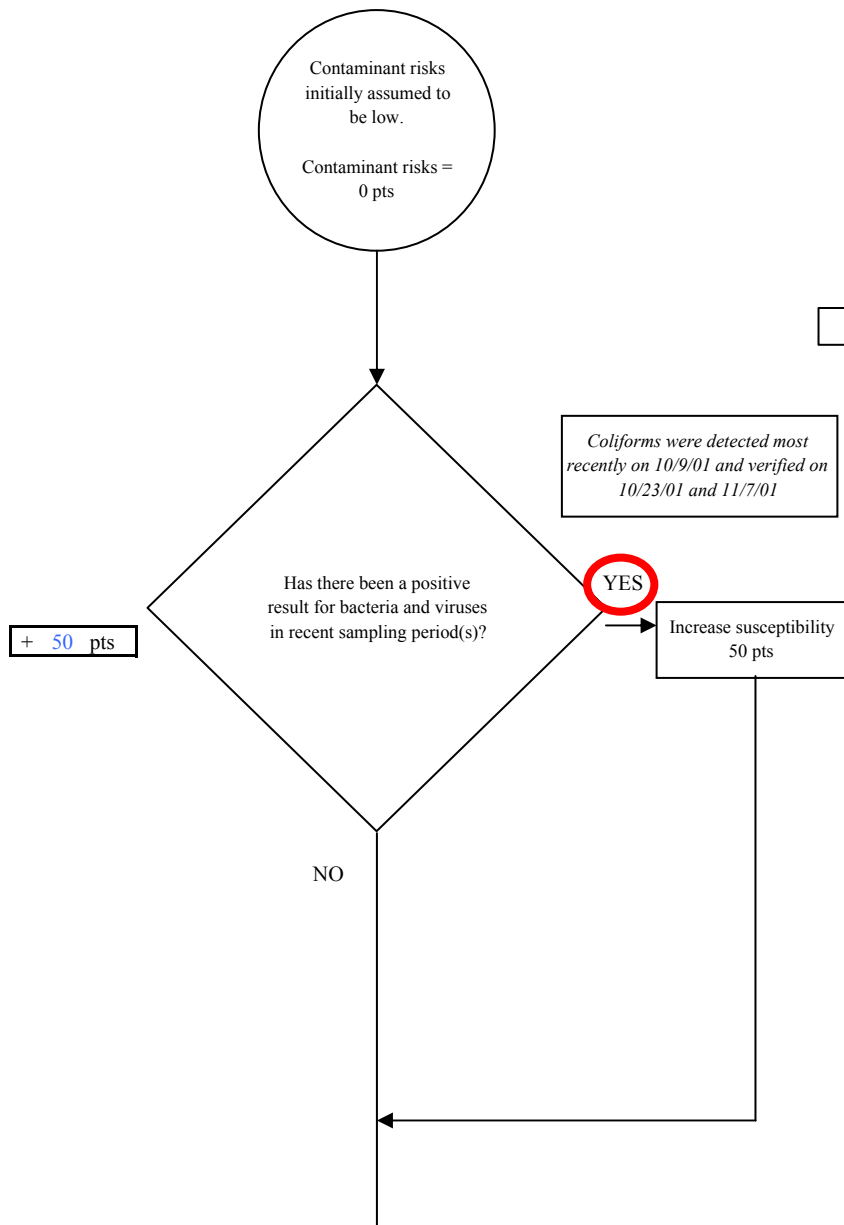 Contaminant risks
initially assumed to
be low.
Contaminant risks =
0 pts
Coliforms were detected most
recently on 10/9/01 and verified on
10/23/01 and 11/7/01
Has there been a positive
result for bacteria and viruses
in recent sampling period(s)?
YES
+ 50 pts
Increase susceptibility
50 pts
NO